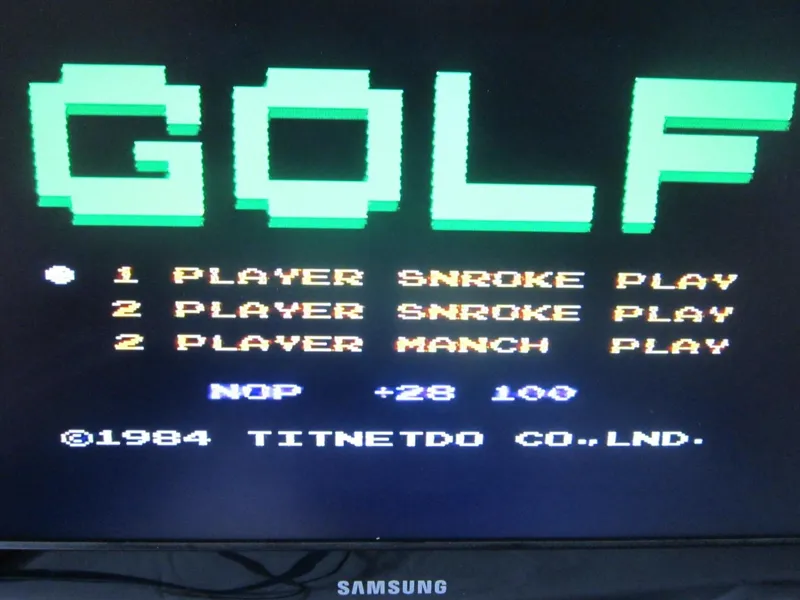 GOLF
1 PLAYER SNROKE PLAY
2 PLAYER SNROKE PLAY
2 PLAYER MANCH PLAY
NOP +28 100
©1984 TITNETDO CO.,LND.
SAMSUNG